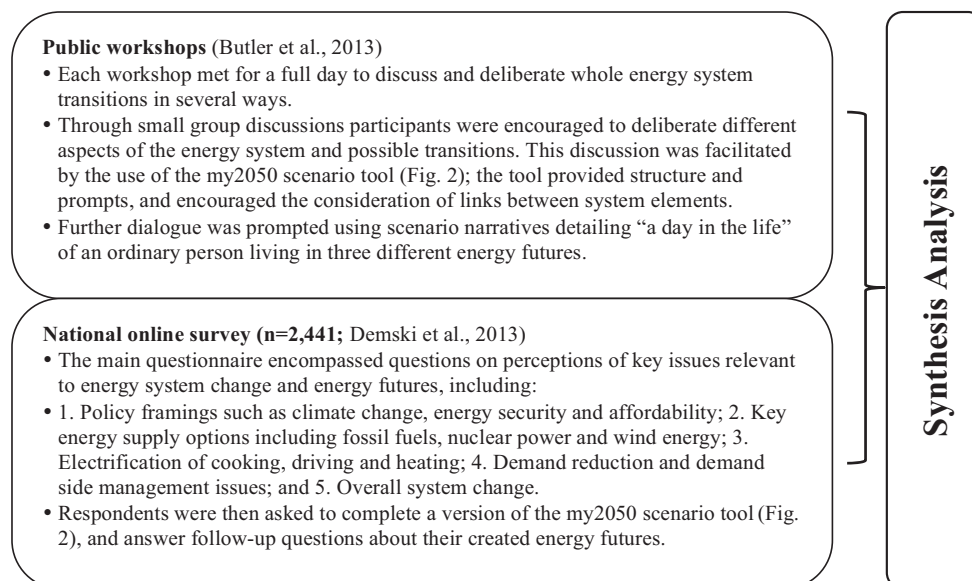 Public workshops (Butler et al., 2013)
• Each workshop met for a full day to discuss and deliberate whole energy system
transitions in several ways.
• Through small group discussions participants were encouraged to deliberate different
aspects of the energy system and possible transitions. This discussion was facilitated
by the use of the my2050 scenario tool (Fig. 2); the tool provided structure and
prompts, and encouraged the consideration of links between system elements.
• Further dialogue was prompted using scenario narratives detailing “a day in the life”
of an ordinary person living in three different energy futures.
National online survey (n=2,441; Demski et al., 2013)
• The main questionnaire encompassed questions on perceptions of key issues relevant
to energy system change and energy futures, including:
• 1. Policy framings such as climate change, energy security and affordability; 2. Key
energy supply options including fossil fuels, nuclear power and wind energy; 3.
Electrification of cooking, driving and heating; 4. Demand reduction and demand
side management issues; and 5. Overall system change.
• Respondents were then asked to complete a version of the my2050 scenario tool (Fig.
2), and answer follow-up questions about their created energy futures.
Synthesis Analysis